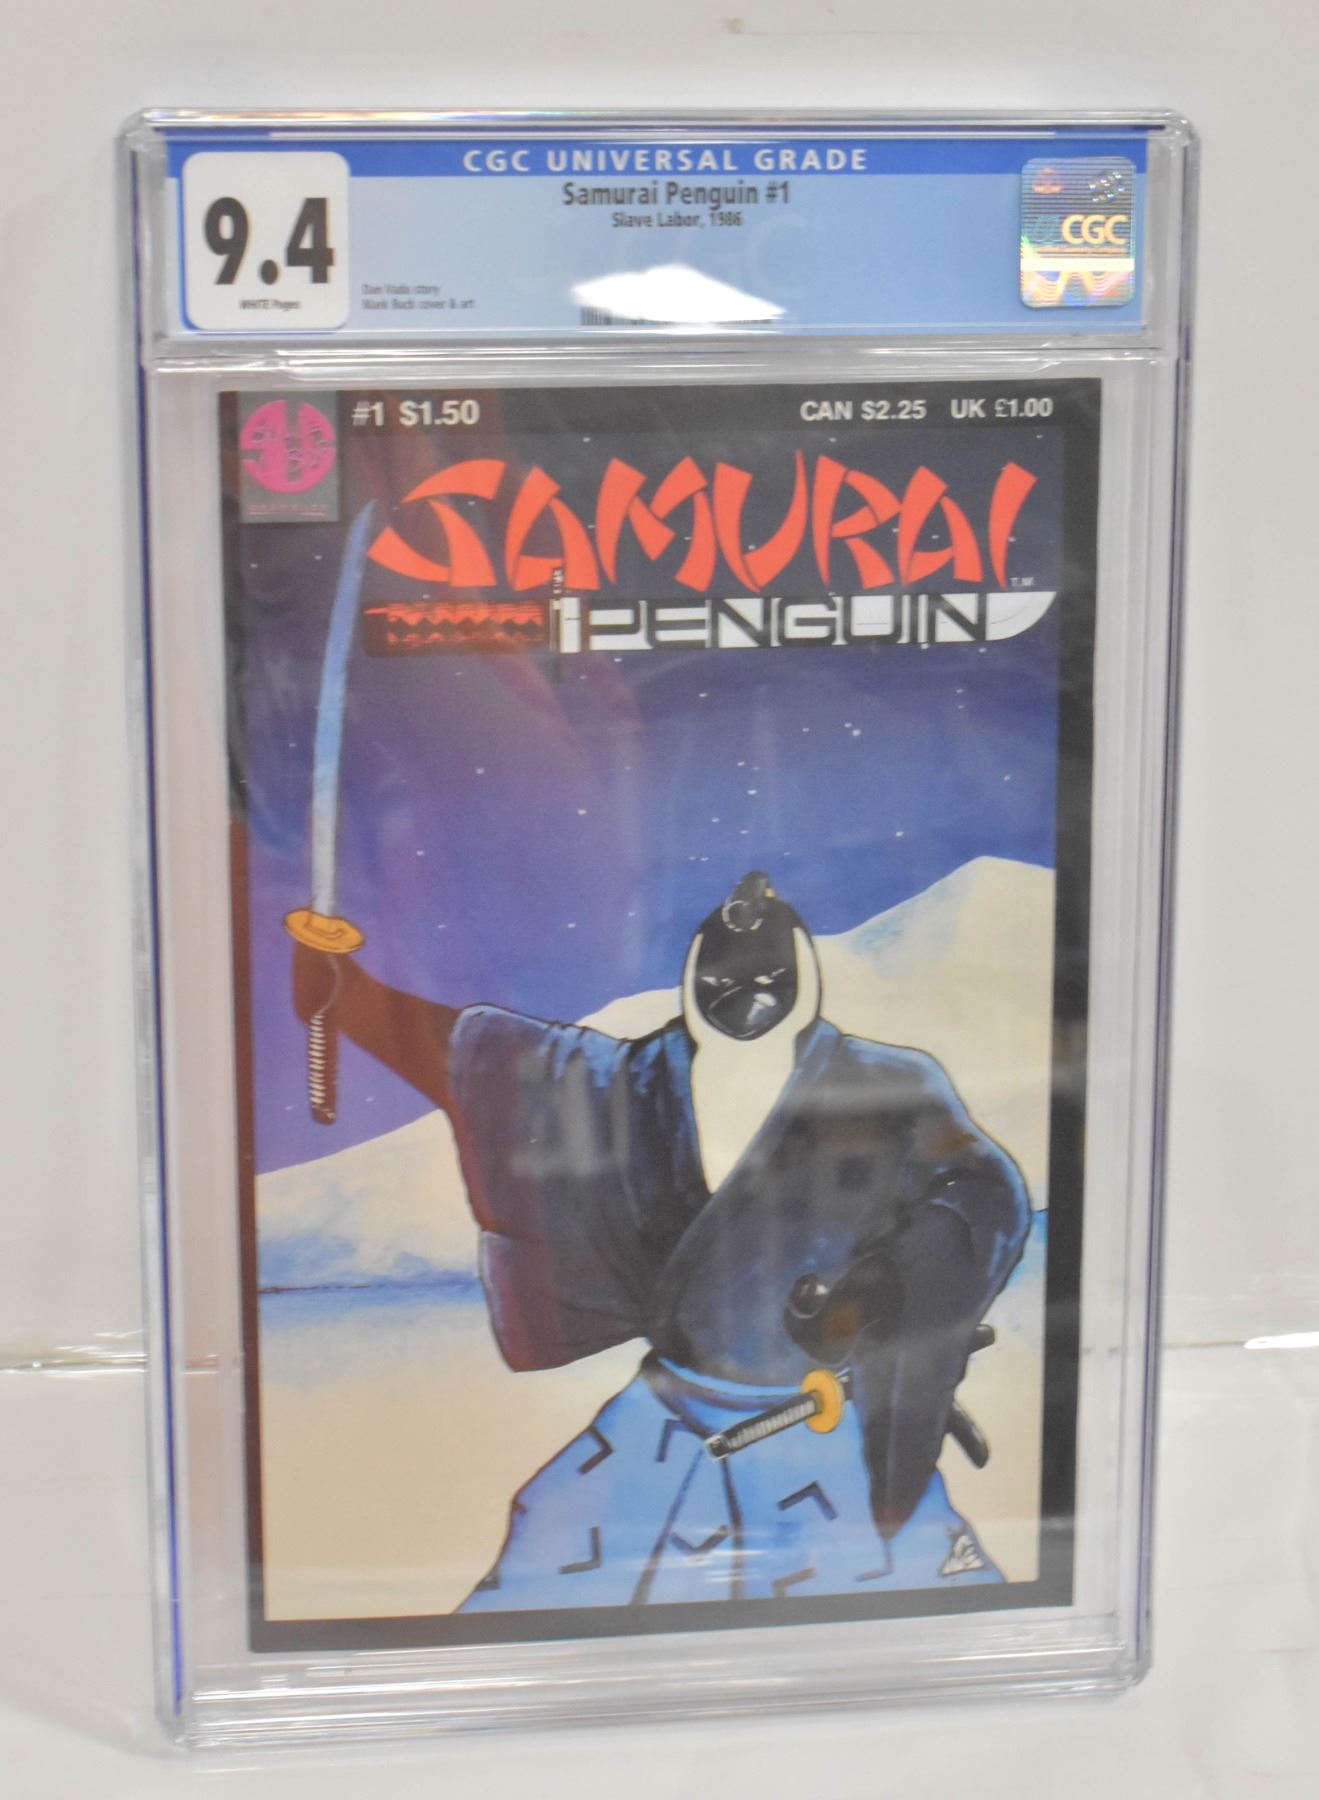 CGC UNIVERSAL GRADE
9.4
WHITE Pages
Samurai Penguin #1
Slave Labor, 1986
Dan Vado story
Mark Buck cover & art
CGC
CGC
#1 $1.50
CAN $2.25 UK £1.00
SAMURAI
T.M.
PENGUIN